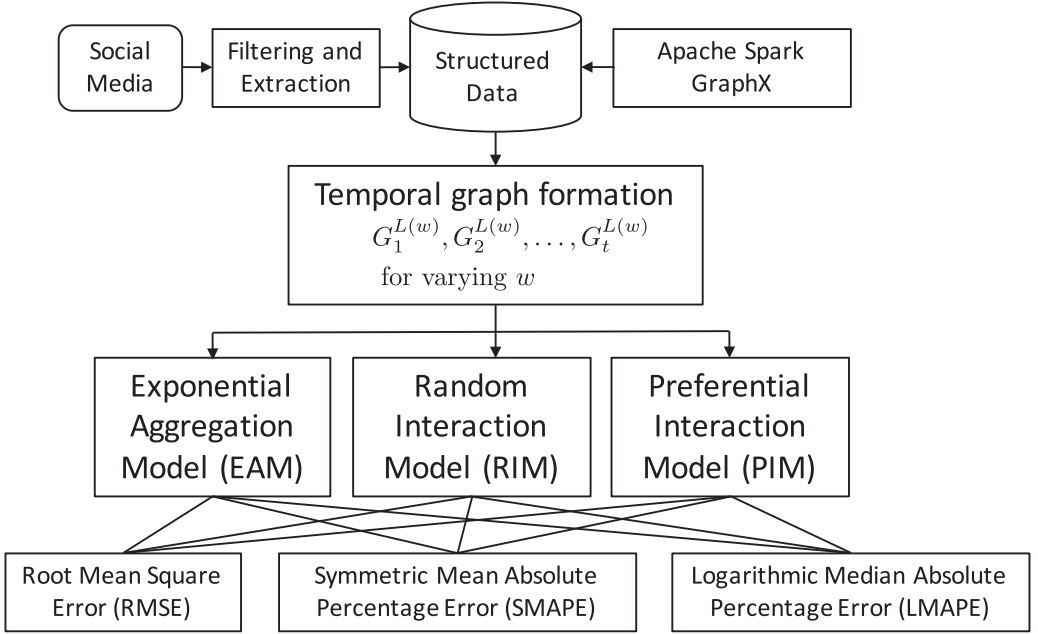 Social
Media
Filtering and
Extraction
Structured
Data
Apache Spark
GraphX
Temporal graph formation
$G_1^{L(w)}, G_2^{L(w)}, \ldots, G_t^{L(w)}$
for varying $w$
Exponential
Aggregation
Model (EAM)
Random
Interaction
Model (RIM)
Preferential
Interaction
Model (PIM)
Root Mean Square
Error (RMSE)
Symmetric Mean Absolute
Percentage Error (SMAPE)
Logarithmic Median Absolute
Percentage Error (LMAPE)